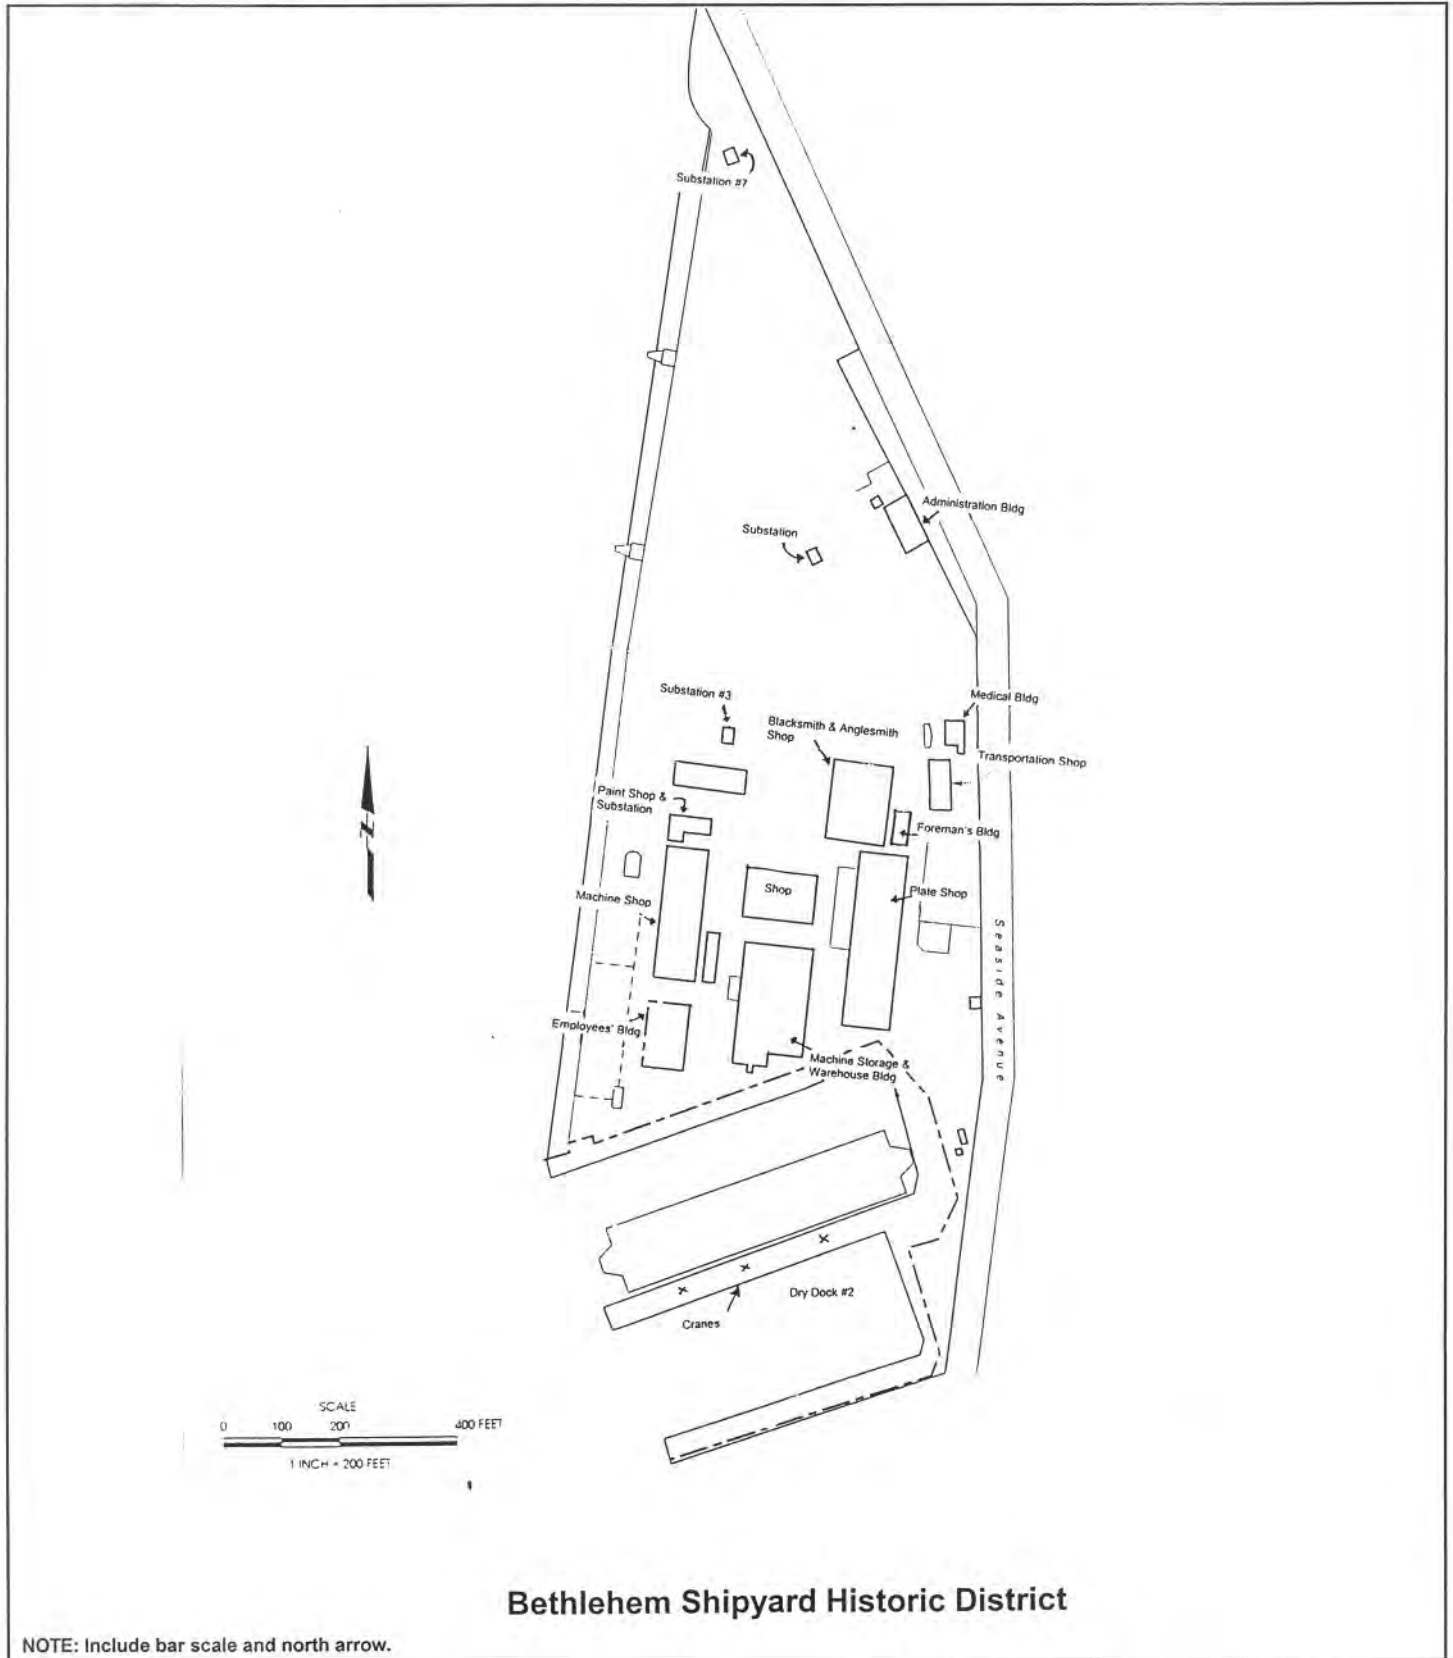 Substation #7
Administration Bldg
Substation
Substation #3
Medical Bldg
Blacksmith & Anglesmith
Shop
Transportation Shop
Paint Shop &
Substation
Foreman's Bldg
Shop
Plate Shop
Machine Shop
Seaside Avenue
Employees' Bldg
Machine Storage &
Warehouse Bldg
Dry Dock #2
Cranes
N
SCALE
0 100 200 400 FEET
1 INCH = 200 FEET
Bethlehem Shipyard Historic District
NOTE: Include bar scale and north arrow.